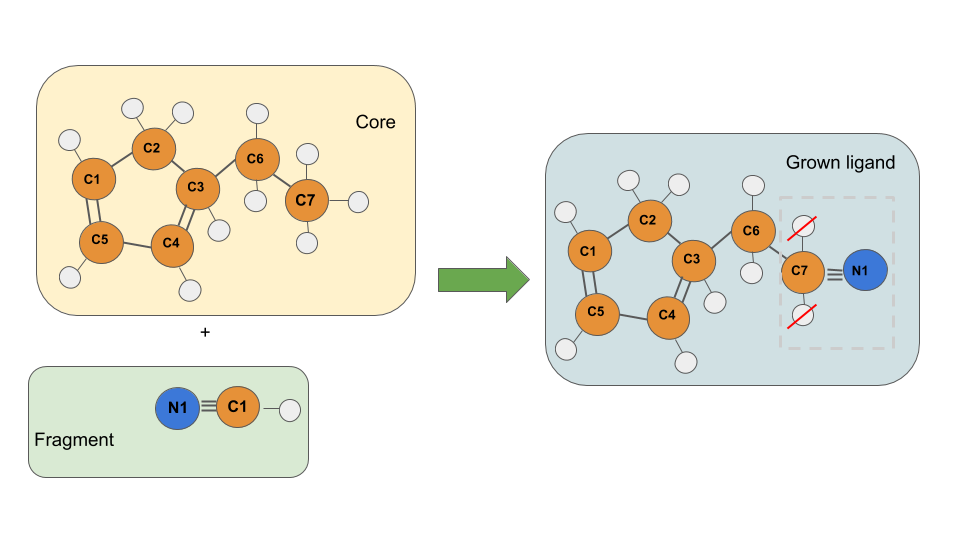 Core
C2
C6
C1
C3
C7
C5
C4
+
N1
C1
Fragment
Grown ligand
C2
C6
C1
C3
C7
N1
C5
C4